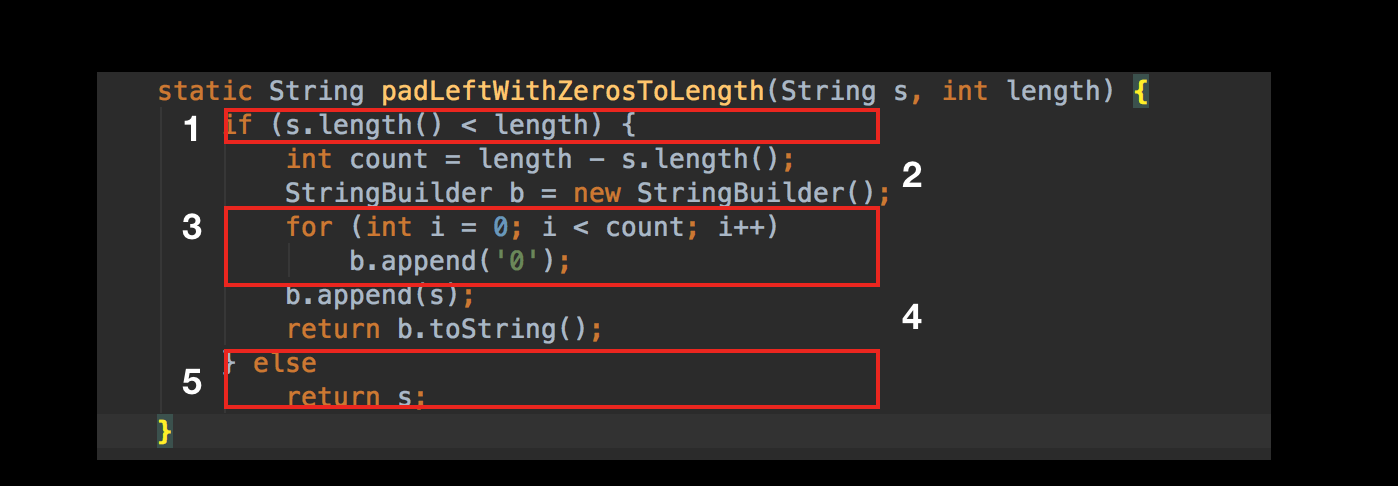 static String padLeftWithZerosToLength(String s, int length) {
1 if (s.length() < length) {
int count = length - s.length();
2
StringBuilder b = new StringBuilder();
3 for (int i = 0; i < count; i++)
b.append('0');
b.append(s);
4
return b.toString();
} else
5
return s;
}